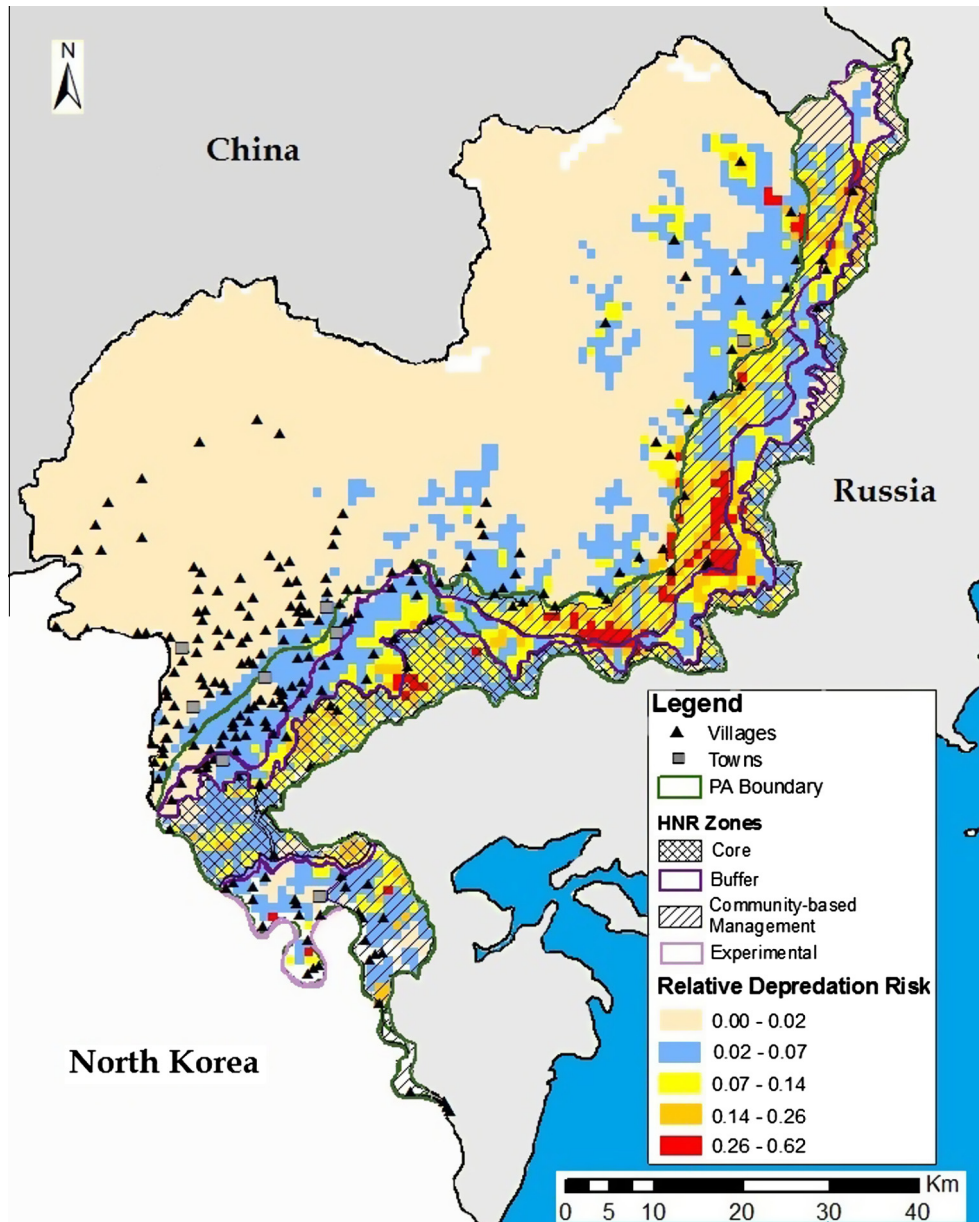 N
China
Russia
North Korea
Legend
Villages
Towns
PA Boundary
HNR Zones
Core
Buffer
Community-based
Management
Experimental
Relative Depredation Risk
0.00 - 0.02
0.02 - 0.07
0.07 - 0.14
0.14 - 0.26
0.26 - 0.62
Km
0 5 10 20 30 40